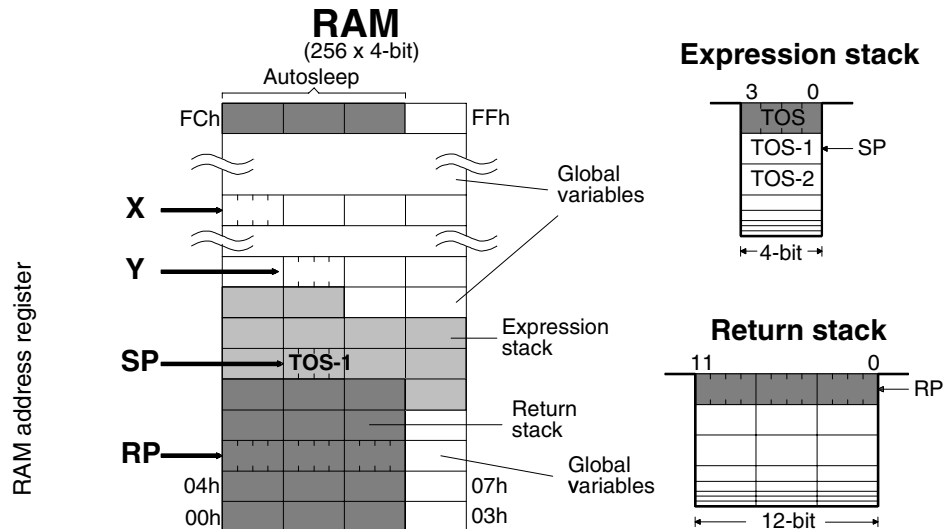 RAM
(256 x 4-bit)
Autosleep
FCh
FFh
Global
variables
X
Y
SP
TOS-1
Expression
stack
RP
Return
stack
Global
variables
04h
07h
00h
03h
RAM address register
Expression stack
3 0
TOS
TOS-1
SP
TOS-2
4-bit
Return stack
11 0
RP
12-bit